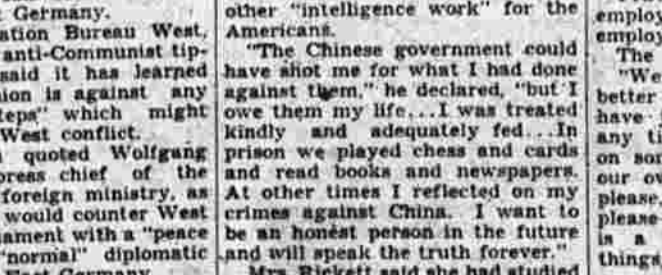 Germany.
ation Bureau West,
anti-Communist tip-
said it has learned
ion is against any
teps" which might
West conflict.
quoted Wolfgang
oreas chief of the
foreign ministry, as
would counter West
ament with a "peace
"normal" diplomatic
East Germany.
other "intelligence work" for the
Americans.
"The Chinese government could
have shot me for what I had done
against them," he declared, "but I
owe them my life...I was treated
kindly and adequately fed...In
prison we played chess and cards
and read books and newspapers.
At other times I reflected on my
crimes against China. I want to
be an honest person in the future
and will speak the truth forever."
Mrs. Rickett said she had studied
employ
employ
The
"We
better
have
any ti
on son
our ov
please
please
is a
things